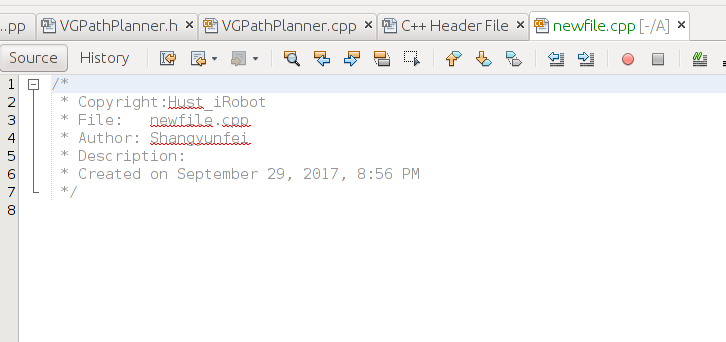 ..pp VGPathPlanner.h VGPathPlanner.cpp C++ Header File newfile.cpp [-/A]
Source History
1 /*
2 * Copyright:Hust_iRobot
3 * File: newfile.cpp
4 * Author: Shangyunfei
5 * Description:
6 * Created on September 29, 2017, 8:56 PM
7 */
8